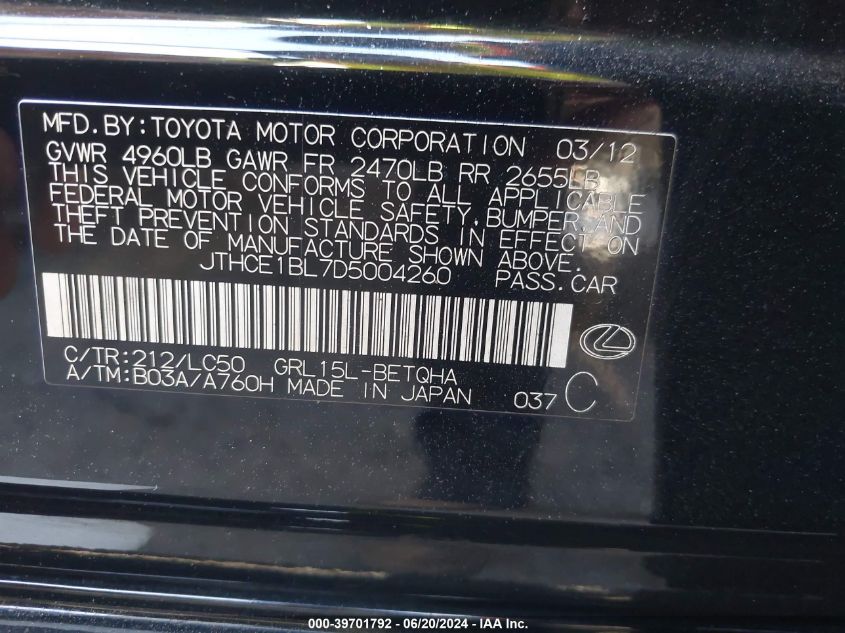 MFD.BY:TOYOTA MOTOR CORPORATION 03/12
GVWR 4960LB GAWR FR 2470LB RR 2655LB
THIS VEHICLE CONFORMS TO ALL APPLICABLE
FEDERAL MOTOR VEHICLE SAFETY,BUMPER,AND
THEFT PREVENTION STANDARDS IN EFFECT ON
THE DATE OF MANUFACTURE SHOWN ABOVE.
JTHCE1BL7D5004260 PASS.CAR
C/TR:212/LC50 GRL15L-BETQHA
A/TM:B03A/A760H MADE IN JAPAN 037 C
000-39701792 - 06/20/2024 - IAA Inc.